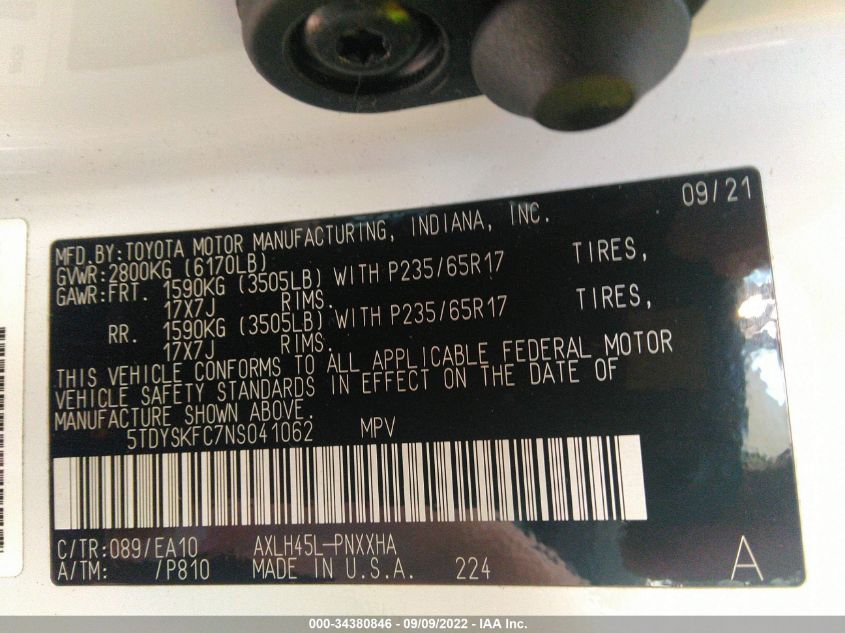 09/21
MFD.BY:TOYOTA MOTOR MANUFACTURING, INDIANA, INC.
GVWR:2800KG (6170LB)
GAWR:FRT. 1590KG (3505LB) WITH P235/65R17 TIRES,
17X7J RIMS.
RR. 1590KG (3505LB) WITH P235/65R17 TIRES,
17X7J RIMS.
THIS VEHICLE CONFORMS TO ALL APPLICABLE FEDERAL MOTOR
VEHICLE SAFETY STANDARDS IN EFFECT ON THE DATE OF
MANUFACTURE SHOWN ABOVE.
5TDYSKFC7NS041062 MPV
C/TR:089/EA10 AXLH45L-PNXXHA
A/TM: /P810 MADE IN U.S.A. 224 A
000-34380846 - 09/09/2022 - IAA Inc.